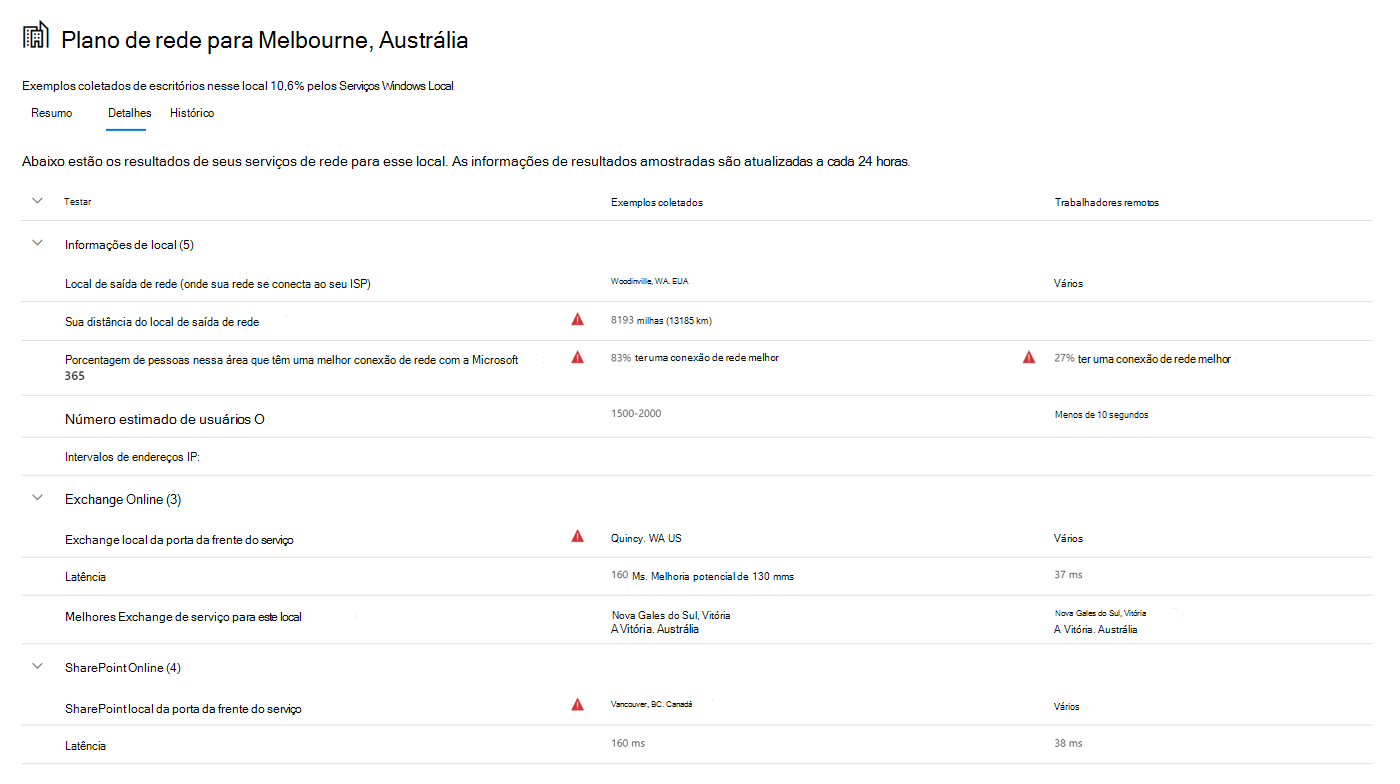 Plano de rede para Melbourne, Austrália
Exemplos coletados de escritórios nesse local 10,6% pelos Serviços Windows Local
Resumo Detalhes Histórico
Abaixo estão os resultados de seus serviços de rede para esse local. As informações de resultados amostradas são atualizadas a cada 24 horas.
Testar Exemplos coletados Trabalhadores remotos
Informações de local (5)
Local de saída de rede (onde sua rede se conecta ao seu ISP) Woodinville, WA. EUA Vários
Sua distância do local de saída de rede 8193 milhas (13185 km)
Porcentagem de pessoas nessa área que têm uma melhor conexão de rede com a Microsoft 83% ter uma conexão de rede melhor 27% ter uma conexão de rede melhor
365
Número estimado de usuários O 1500-2000 Menos de 10 segundos
Intervalos de endereços IP:
Exchange Online (3)
Exchange local da porta da frente do serviço Quincy. WA US Vários
Latência 160 Ms. Melhoria potencial de 130 mms 37 ms
Melhores Exchange de serviço para este local Nova Gales do Sul, Vitória Nova Gales do Sul, Vitória
A Vitória. Austrália A Vitória. Austrália
SharePoint Online (4)
SharePoint local da porta da frente do serviço Vancouver, BC. Canadá Vários
Latência 160 ms 38 ms